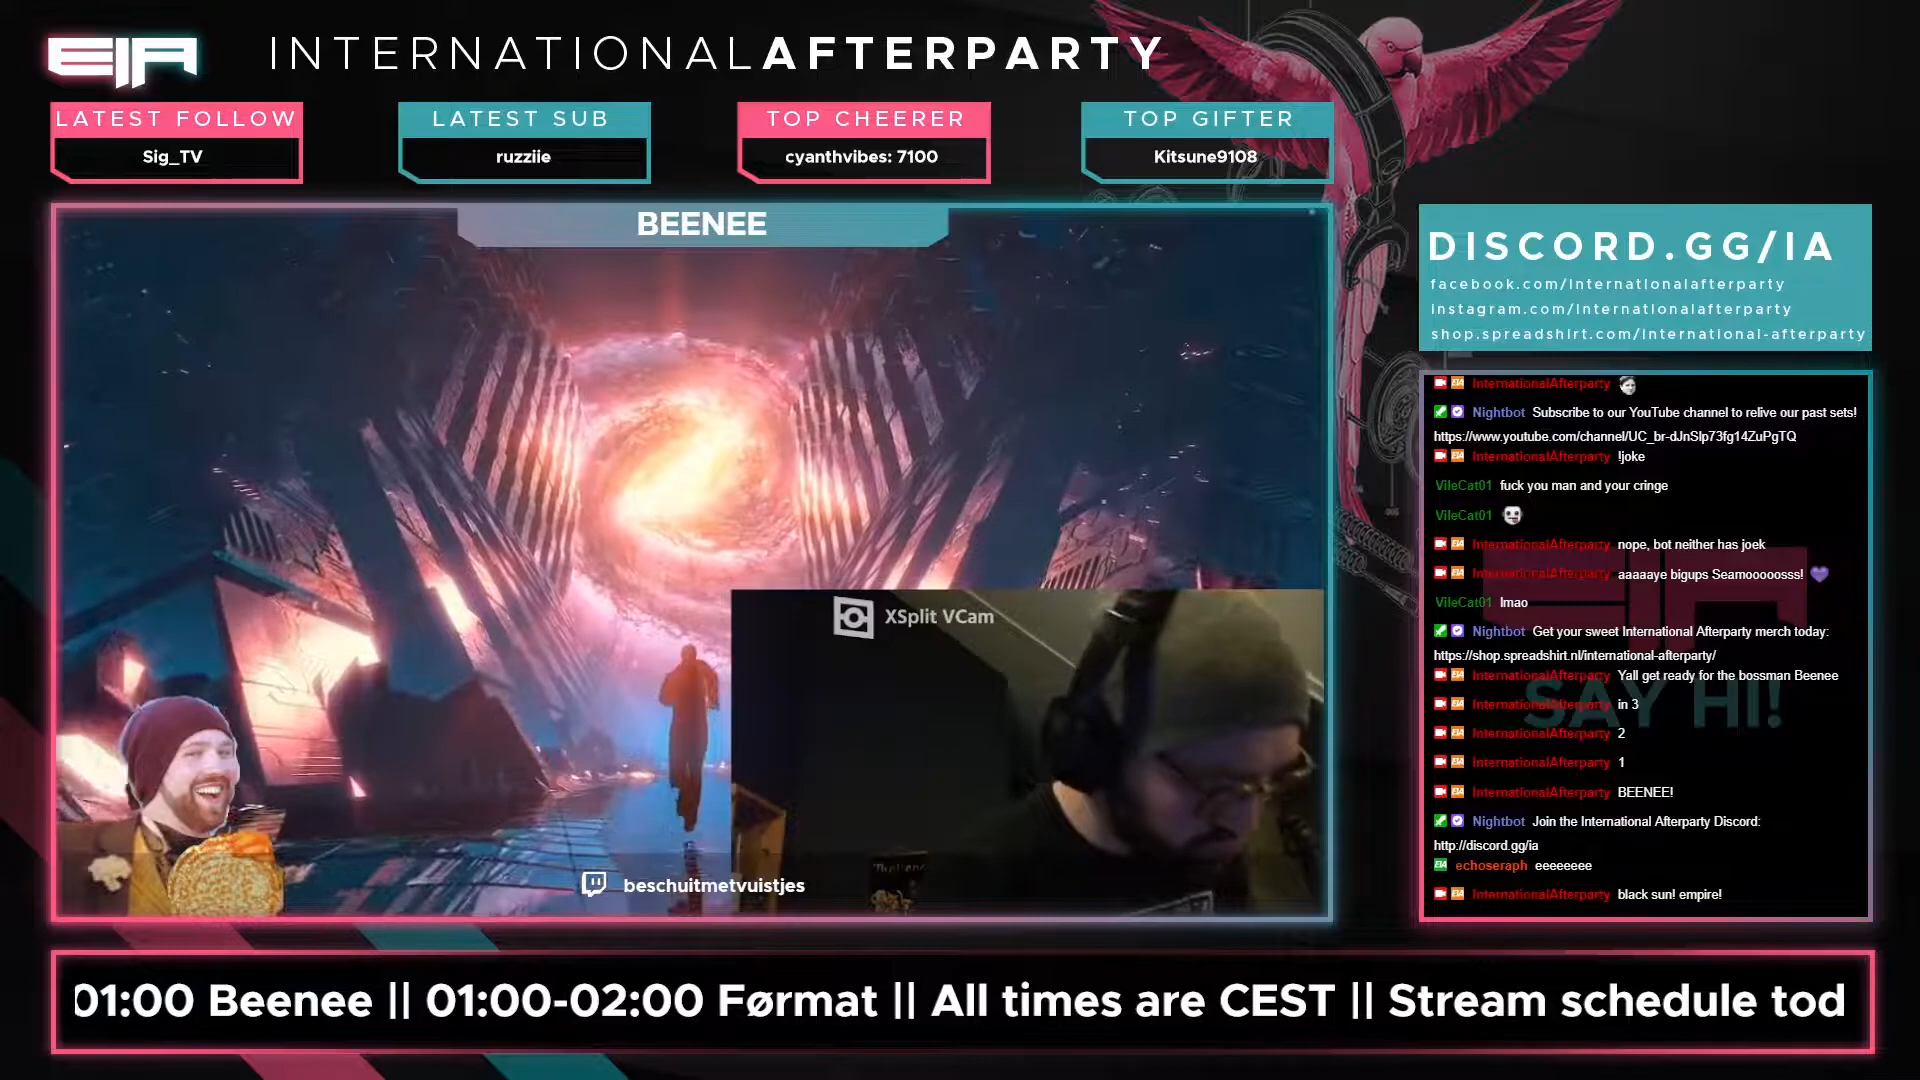 EIA
INTERNATIONALAFTERPARTY
LATEST FOLLOW
Sig_TV
LATEST SUB
ruzziie
TOP CHEERER
cyanthvibes: 7100
TOP GIFTER
Kitsune9108
BEENEE
XSplit VCam
beschuitmetvuistjes
DISCORD.GG/IA
facebook.com/internationalafterparty
instagram.com/internationalafterparty
shop.spreadshirt.com/international-afterparty
InternationalAfterparty
Nightbot Subscribe to our YouTube channel to relive our past sets!
https://www.youtube.com/channel/UC_br-dJnSlp73fg14ZuPgTQ
InternationalAfterparty !joke
VileCat01 fuck you man and your cringe
VileCat01
InternationalAfterparty nope, bot neither has joek
InternationalAfterparty aaaaaye bigups Seamooooosss!
VileCat01 lmao
Nightbot Get your sweet International Afterparty merch today:
https://shop.spreadshirt.nl/international-afterparty/
InternationalAfterparty Yall get ready for the bossman Beenee
InternationalAfterparty in 3
InternationalAfterparty 2
InternationalAfterparty 1
InternationalAfterparty BEENEE!
Nightbot Join the International Afterparty Discord:
http://discord.gg/ia
echoseraph eeeeeeee
InternationalAfterparty black sun! empire!
EIA
SAY HI!
01:00 Beenee || 01:00-02:00 Førmat || All times are CEST || Stream schedule tod